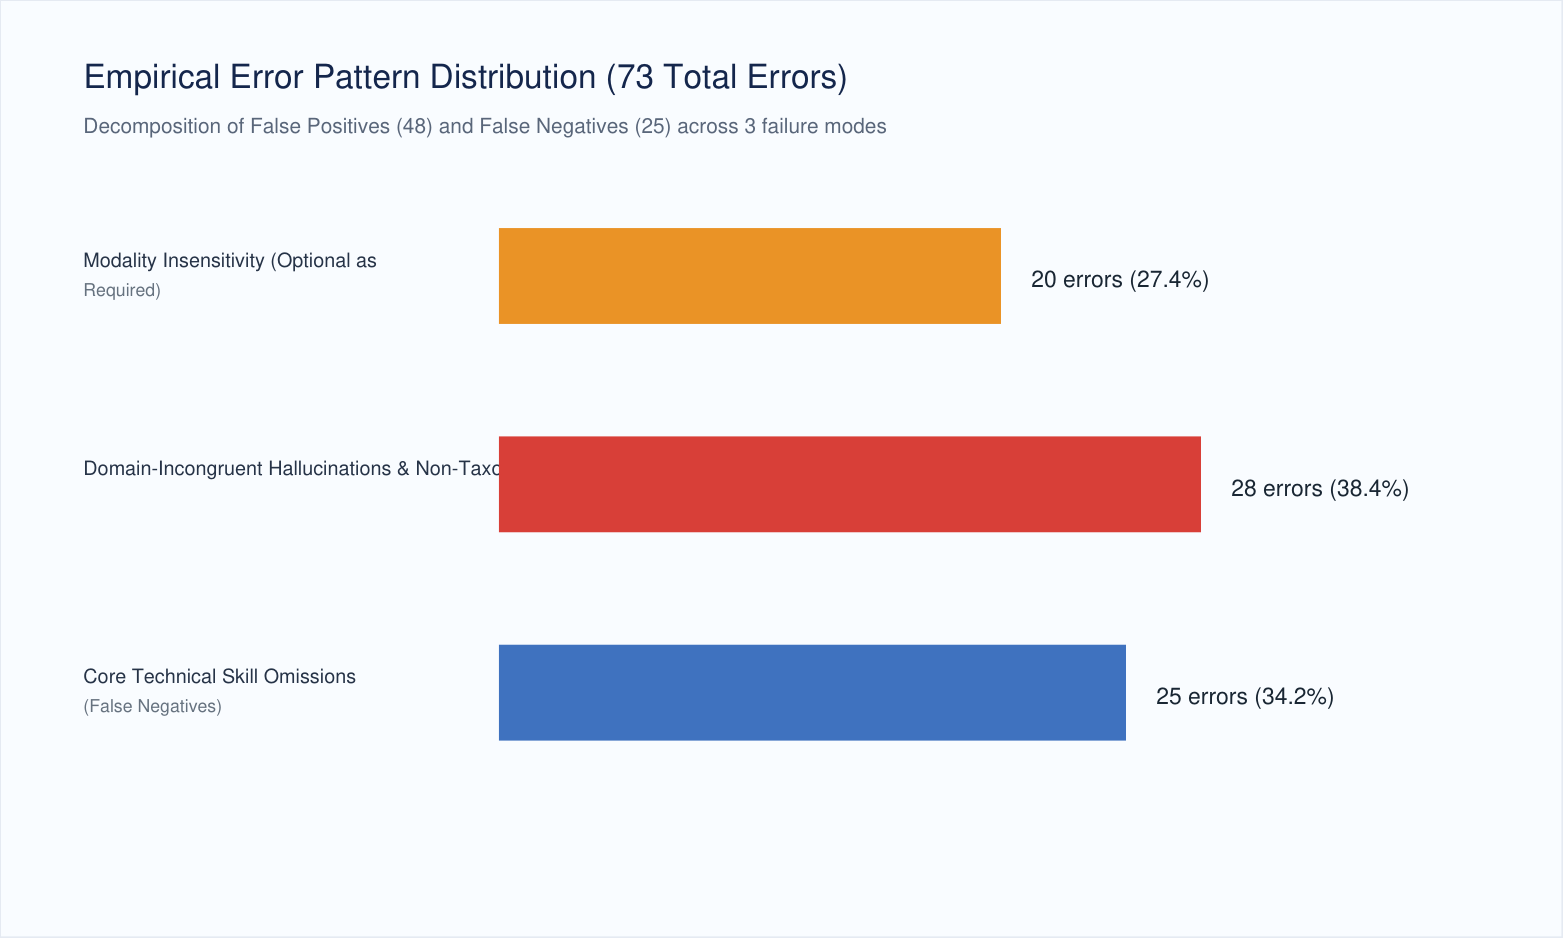 Empirical Error Pattern Distribution (73 Total Errors)
Decomposition of False Positives (48) and False Negatives (25) across 3 failure modes
Modality Insensitivity (Optional as
Required)
20 errors (27.4%)
Domain-Incongruent Hallucinations & Non-Taxo
28 errors (38.4%)
Core Technical Skill Omissions
(False Negatives)
25 errors (34.2%)